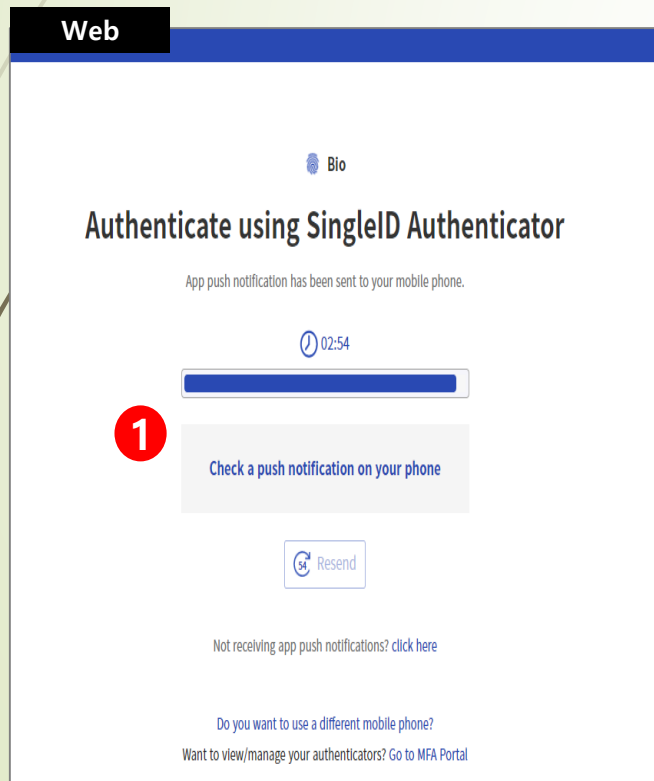 Web
Bio
Authenticate using SingleID Authenticator
App push notification has been sent to your mobile phone.
02:54
1
Check a push notification on your phone
54 Resend
Not receiving app push notifications? click here
Do you want to use a different mobile phone?
Want to view/manage your authenticators? Go to MFA Portal